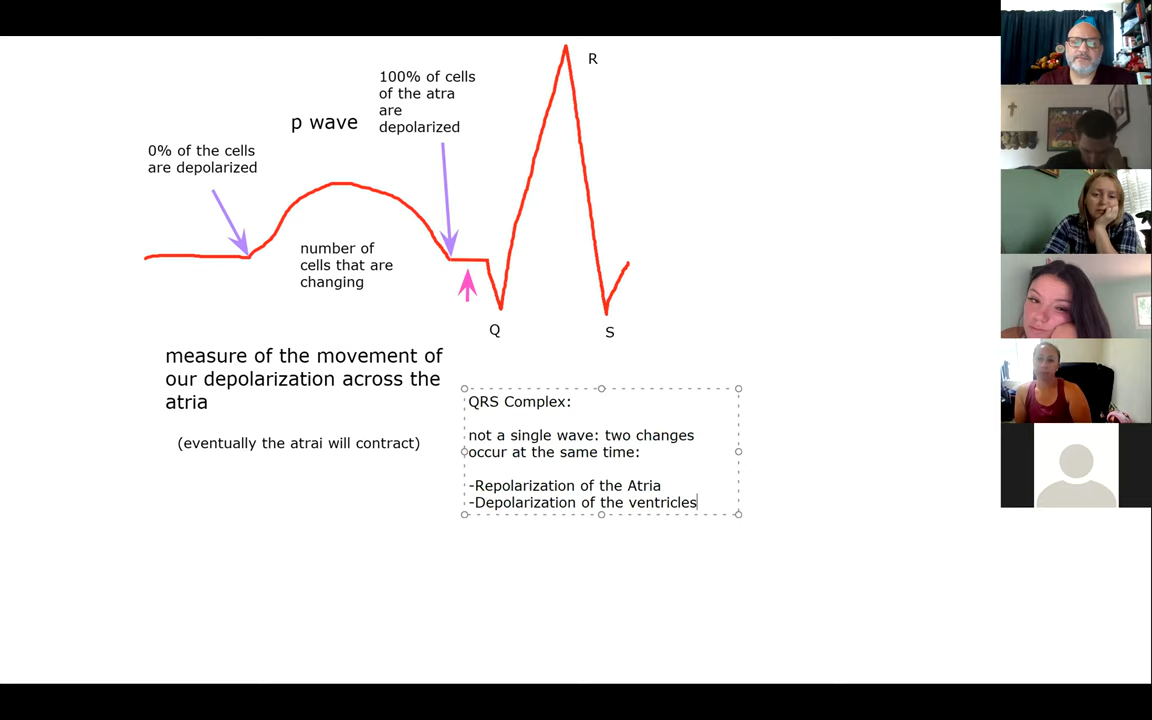 R
100% of cells
of the atra
are
depolarized
p wave
0% of the cells
are depolarized
number of
cells that are
changing
Q
S
measure of the movement of
our depolarization across the
atria
(eventually the atrai will contract)
QRS Complex:
not a single wave: two changes
occur at the same time:
-Repolarization of the Atria
-Depolarization of the ventricles